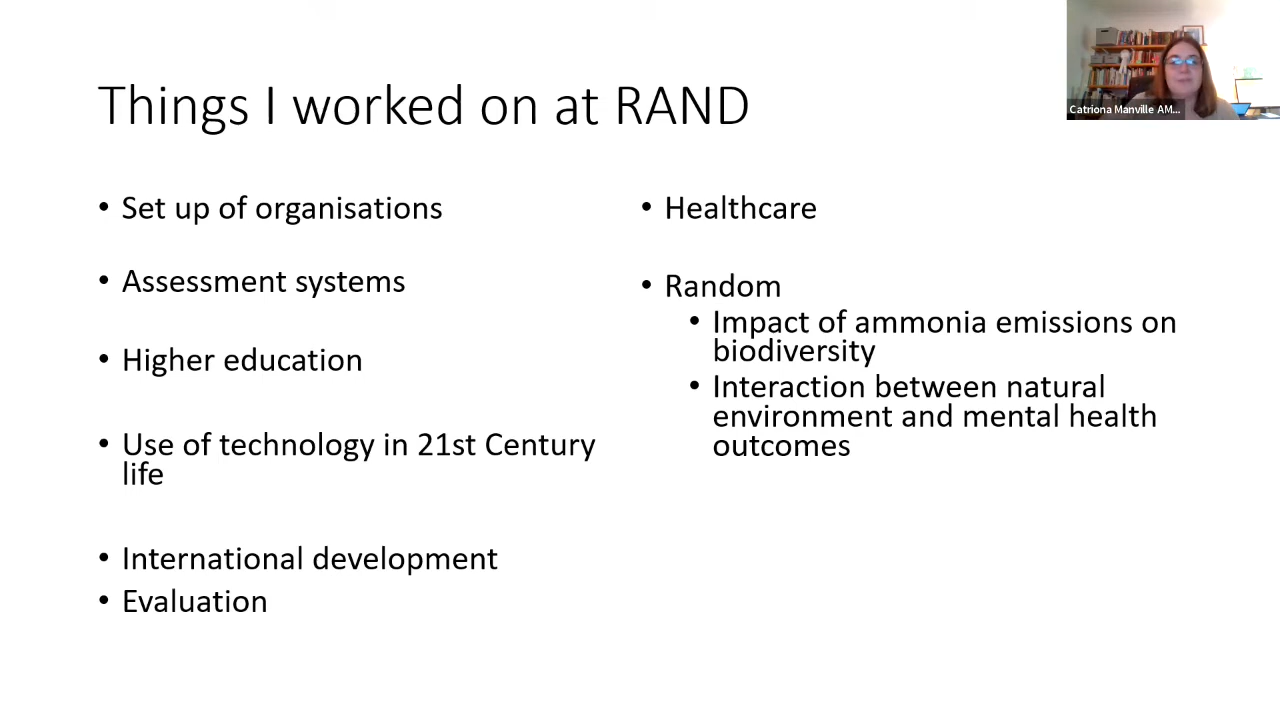 Things I worked on at RAND
Catriona Manville AM...
• Set up of organisations
• Assessment systems
• Higher education
• Use of technology in 21st Century
life
• International development
• Evaluation
• Healthcare
• Random
• Impact of ammonia emissions on
biodiversity
• Interaction between natural
environment and mental health
outcomes